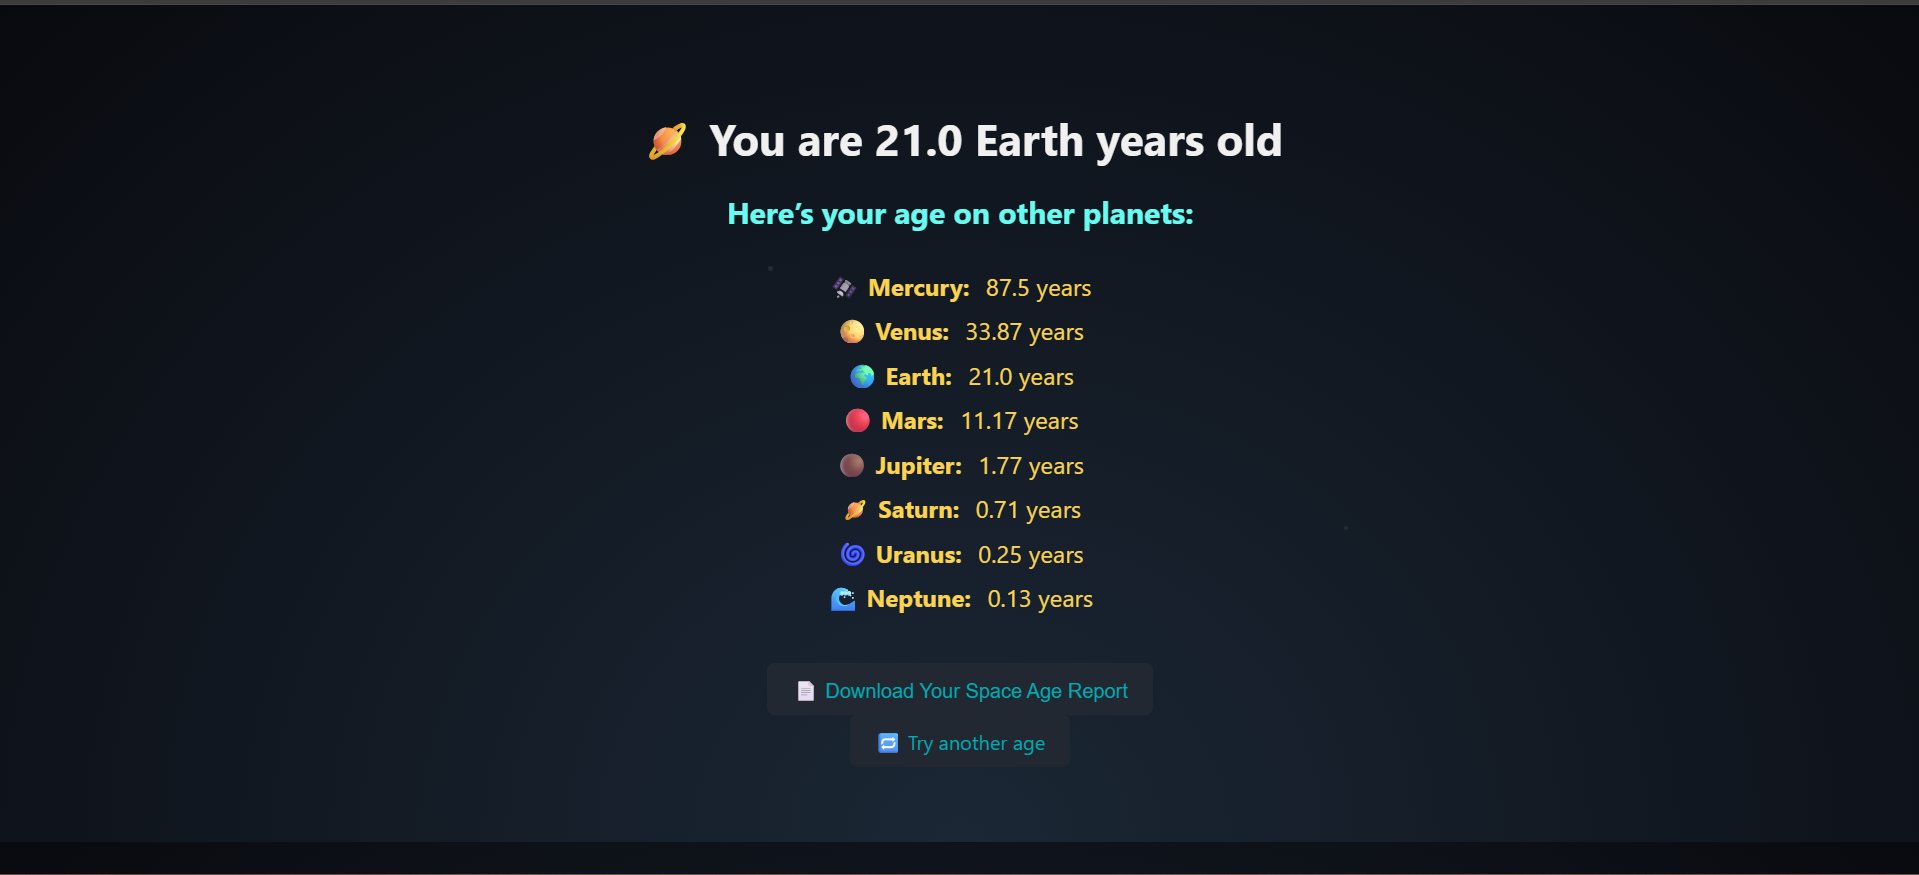 You are 21.0 Earth years old
Here’s your age on other planets:
Mercury: 87.5 years
Venus: 33.87 years
Earth: 21.0 years
Mars: 11.17 years
Jupiter: 1.77 years
Saturn: 0.71 years
Uranus: 0.25 years
Neptune: 0.13 years
Download Your Space Age Report
Try another age